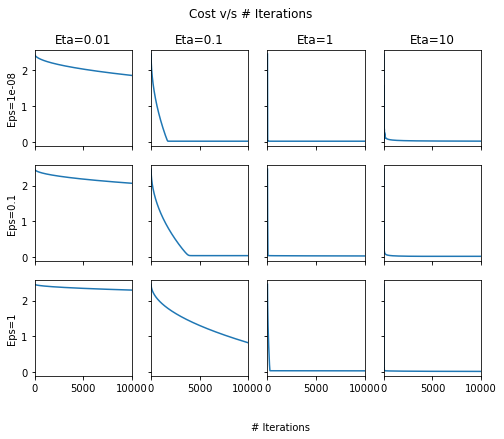 Cost v/s # Iterations
Eta=0.01 Eta=0.1 Eta=1 Eta=10
Eps=1e-08
2
1
0
Eps=0.1
2
1
0
Eps=1
2
1
0
0 5000 10000 0 5000 10000 0 5000 10000 0 5000 10000
# Iterations